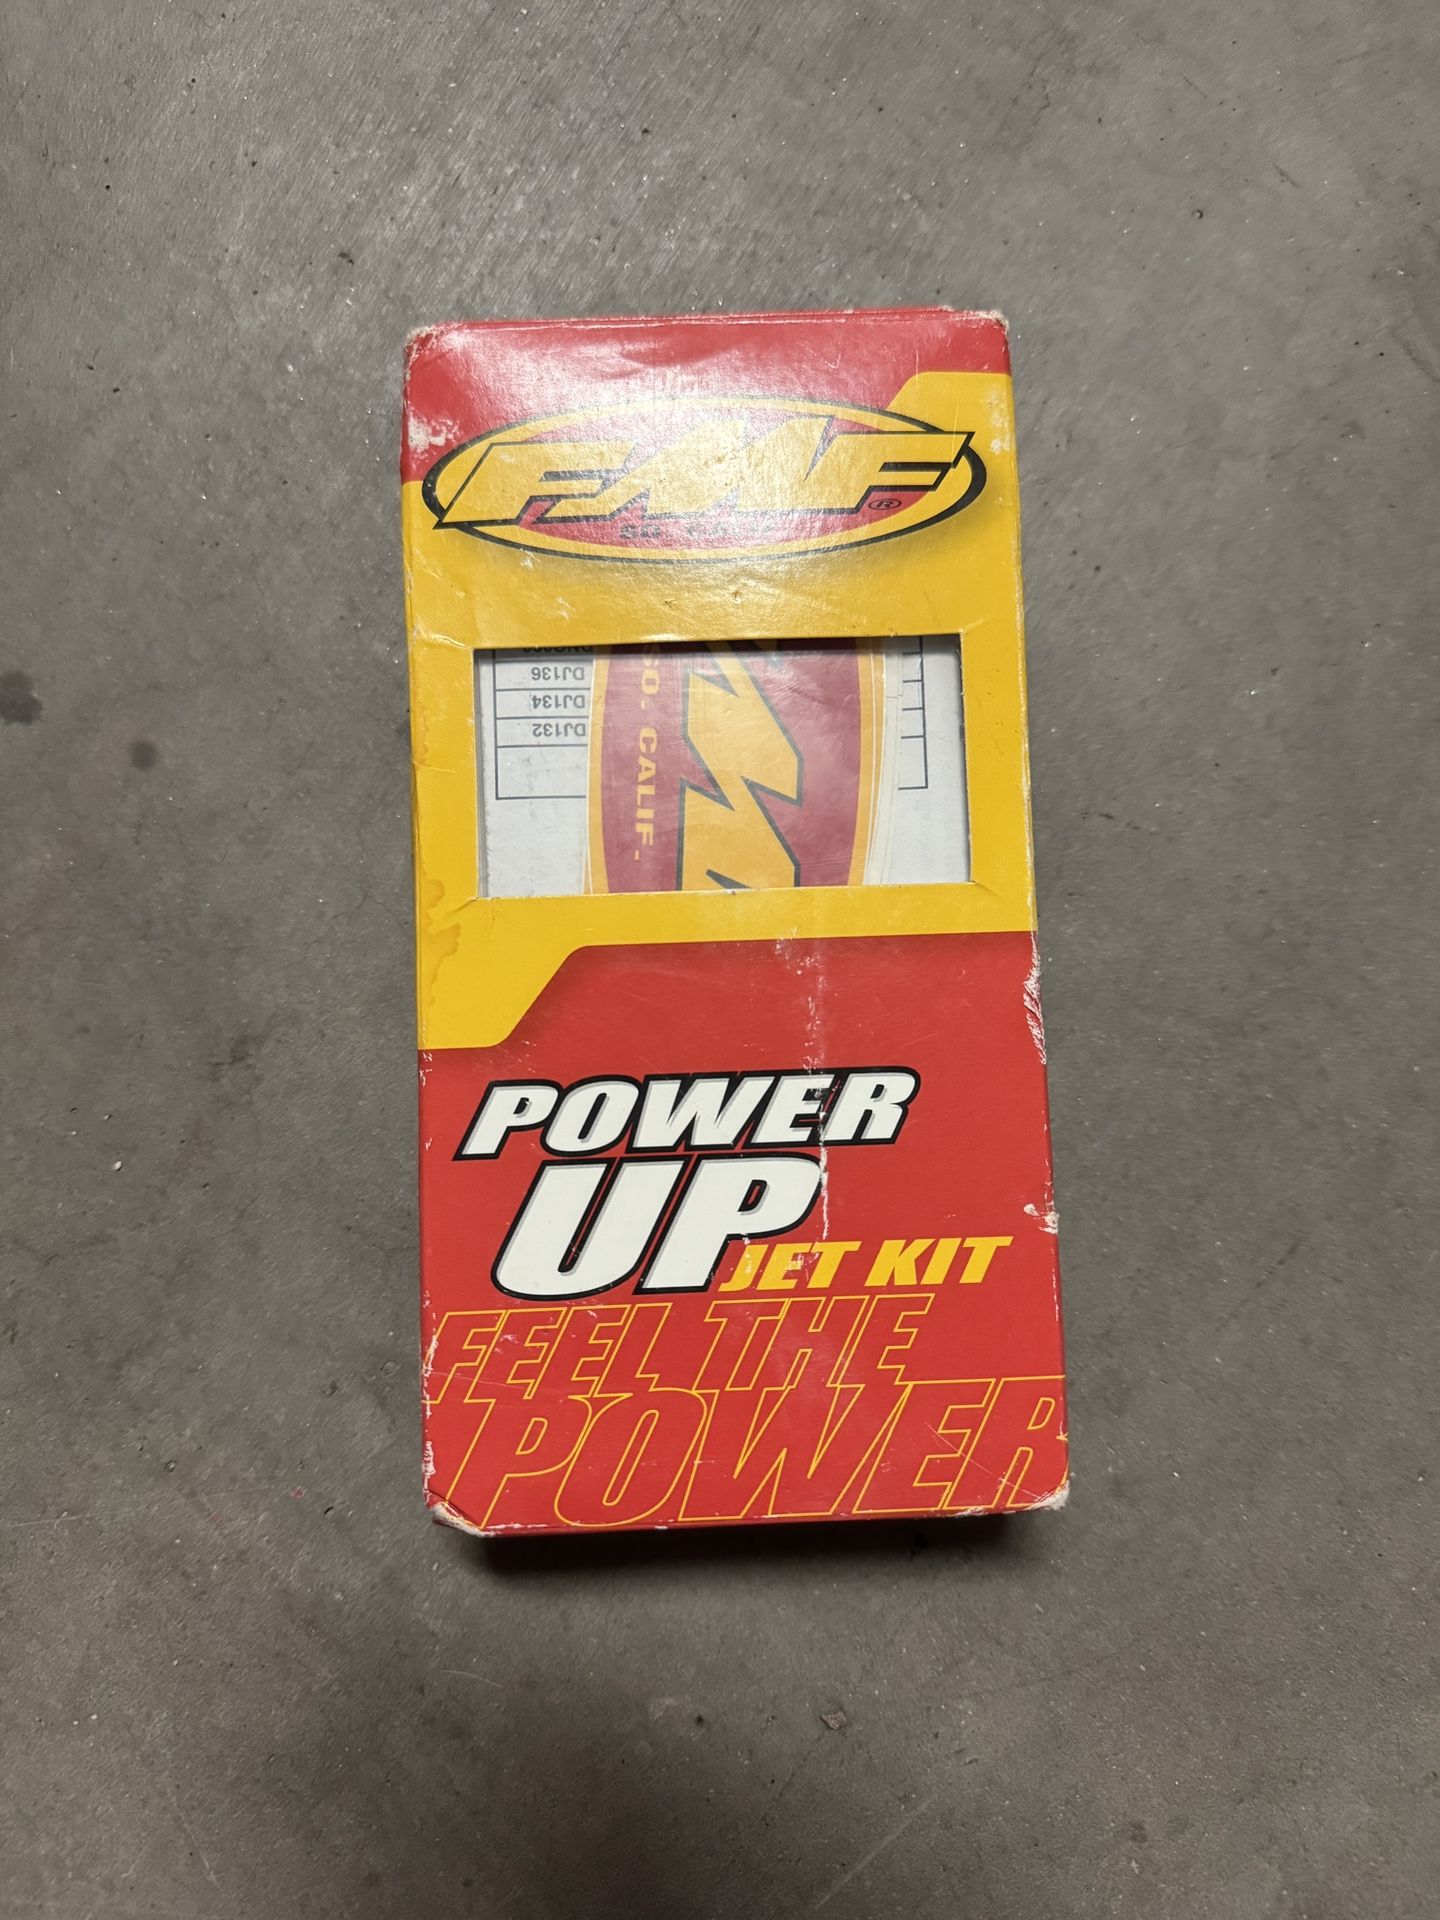 FMF
®
SO. CALIF.
DJ136
DJ134
DJ132
SO. CALIF.
POWER
UP
JET KIT
FEEL THE
POWER